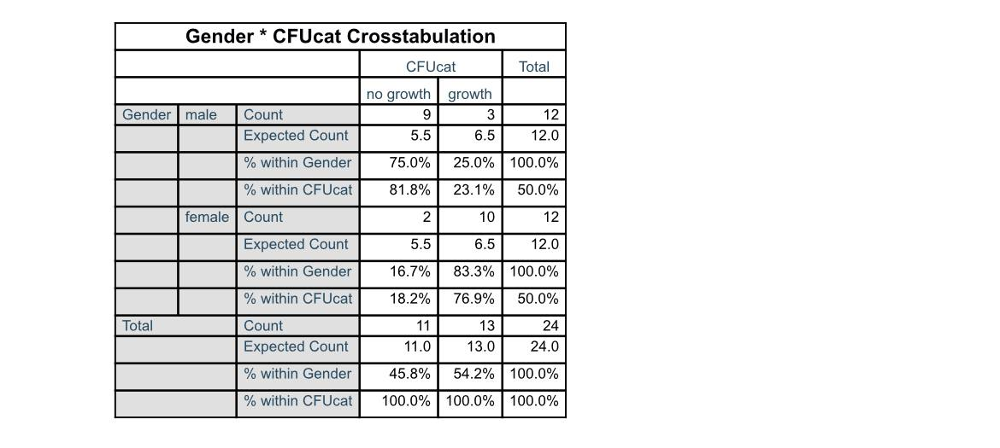 Gender * CFUcat Crosstabulation
CFUcat Total
no growth growth
Gender male Count 9 3 12
Expected Count 5.5 6.5 12.0
% within Gender 75.0% 25.0% 100.0%
% within CFUcat 81.8% 23.1% 50.0%
female Count 2 10 12
Expected Count 5.5 6.5 12.0
% within Gender 16.7% 83.3% 100.0%
% within CFUcat 18.2% 76.9% 50.0%
Total Count 11 13 24
Expected Count 11.0 13.0 24.0
% within Gender 45.8% 54.2% 100.0%
% within CFUcat 100.0% 100.0% 100.0%